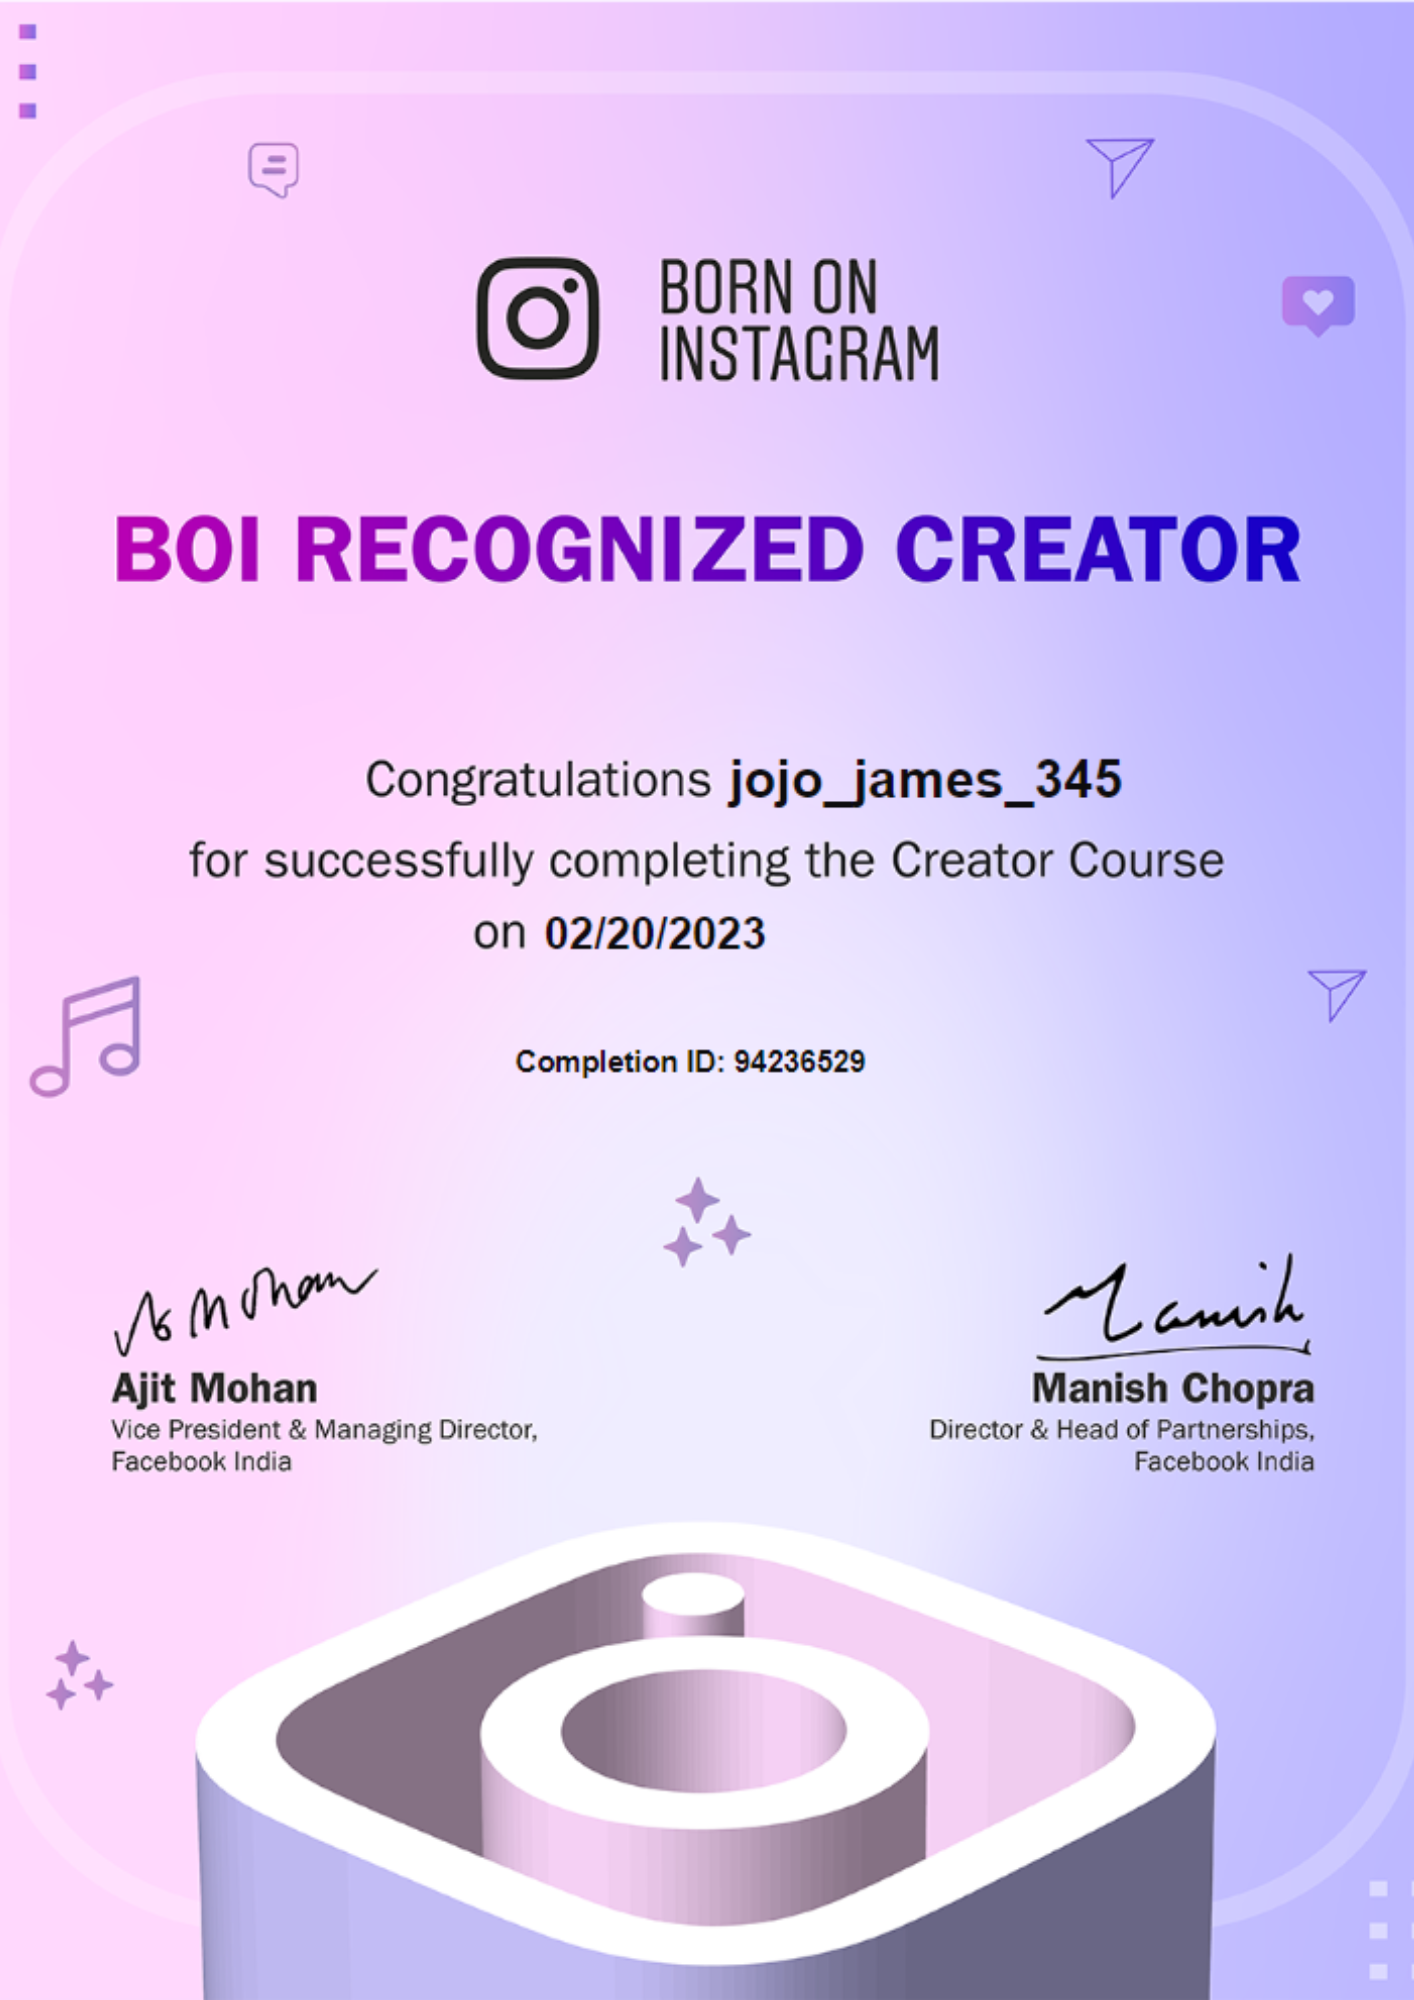 BORN ON
INSTAGRAM
BOI RECOGNIZED CREATOR
Congratulations jojo_james_345
for successfully completing the Creator Course
on 02/20/2023
Completion ID: 94236529
A Mohan
Ajit Mohan
Vice President & Managing Director,
Facebook India
Manish
Manish Chopra
Director & Head of Partnerships,
Facebook India